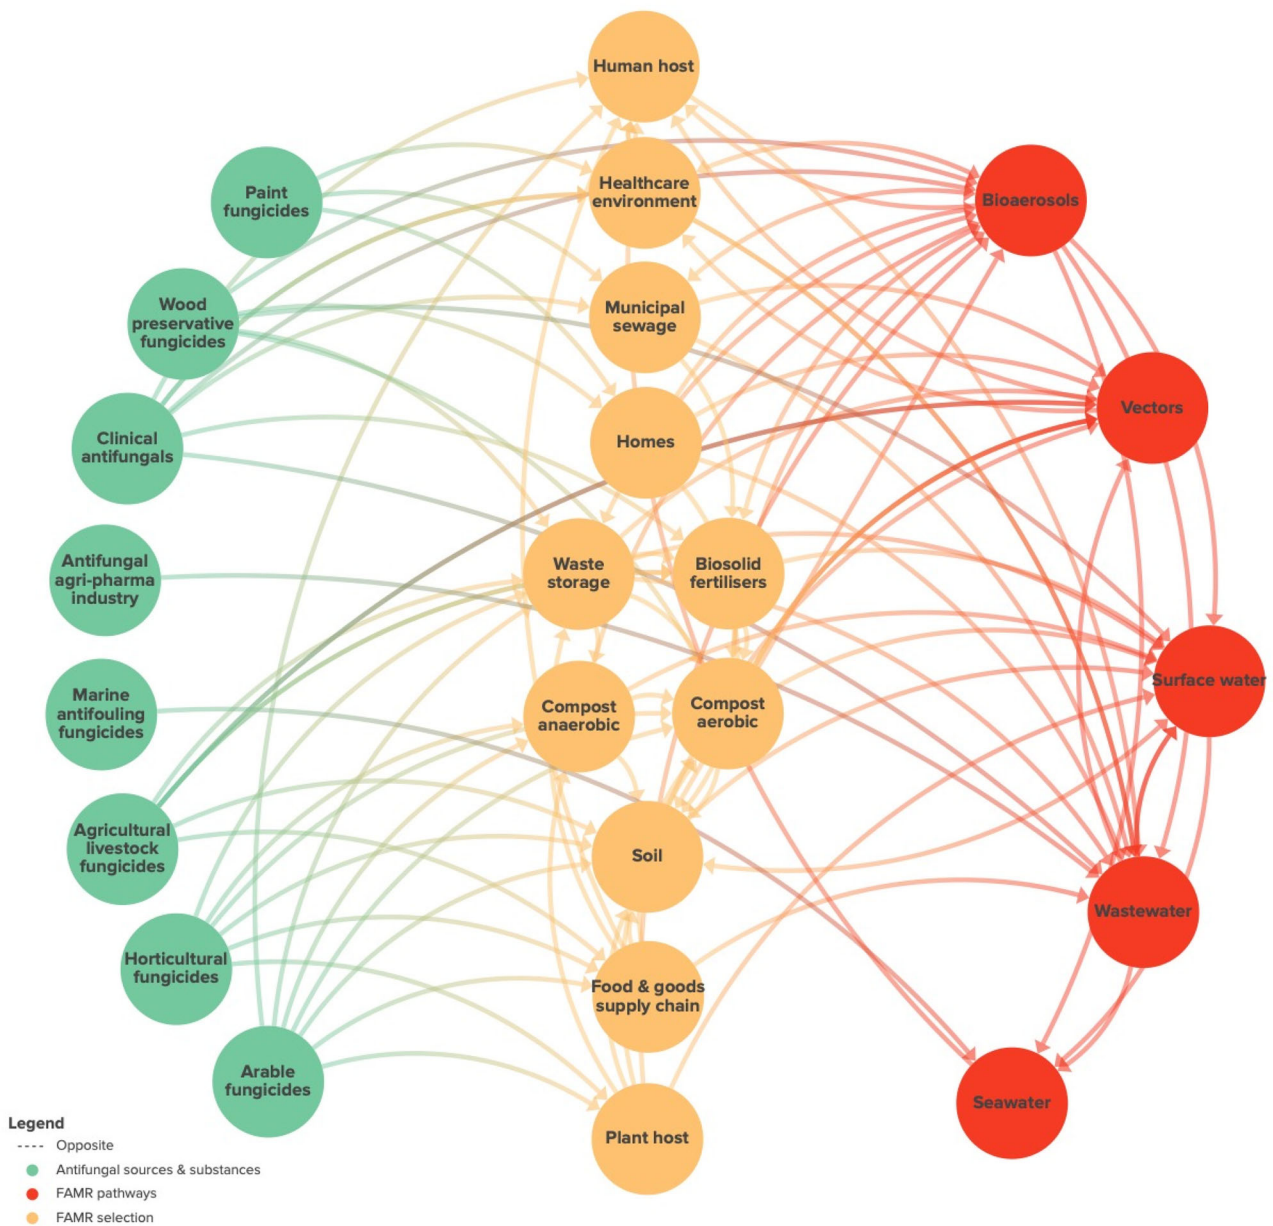 Human host
Paint
fungicides
Healthcare
environment
Bioaerosols
Wood
preservative
fungicides
Municipal
sewage
Clinical
antifungals
Homes
Vectors
Antifungal
agri-pharma
industry
Waste
storage
Biosolid
fertilisers
Marine
antifouling
fungicides
Compost
anaerobic
Compost
aerobic
Surface water
Agricultural
livestock
fungicides
Soil
Wastewater
Horticultural
fungicides
Food & goods
supply chain
Arable
fungicides
Seawater
Plant host
Legend
Opposite
Antifungal sources & substances
FAMR pathways
FAMR selection